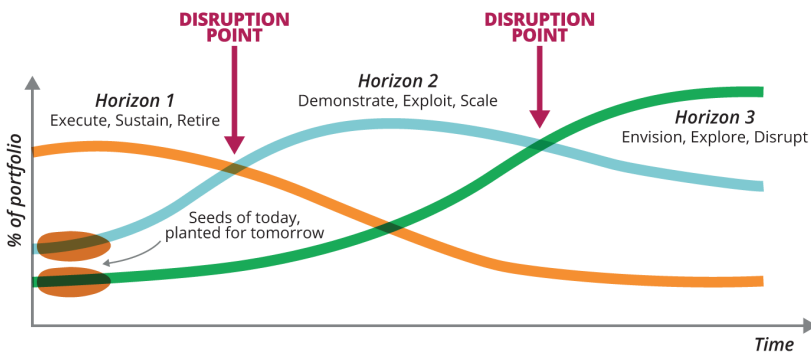 DISRUPTION
POINT
DISRUPTION
POINT
Horizon 1
Execute, Sustain, Retire
Horizon 2
Demonstrate, Exploit, Scale
Horizon 3
Envision, Explore, Disrupt
% of portfolio
Seeds of today,
planted for tomorrow
Time